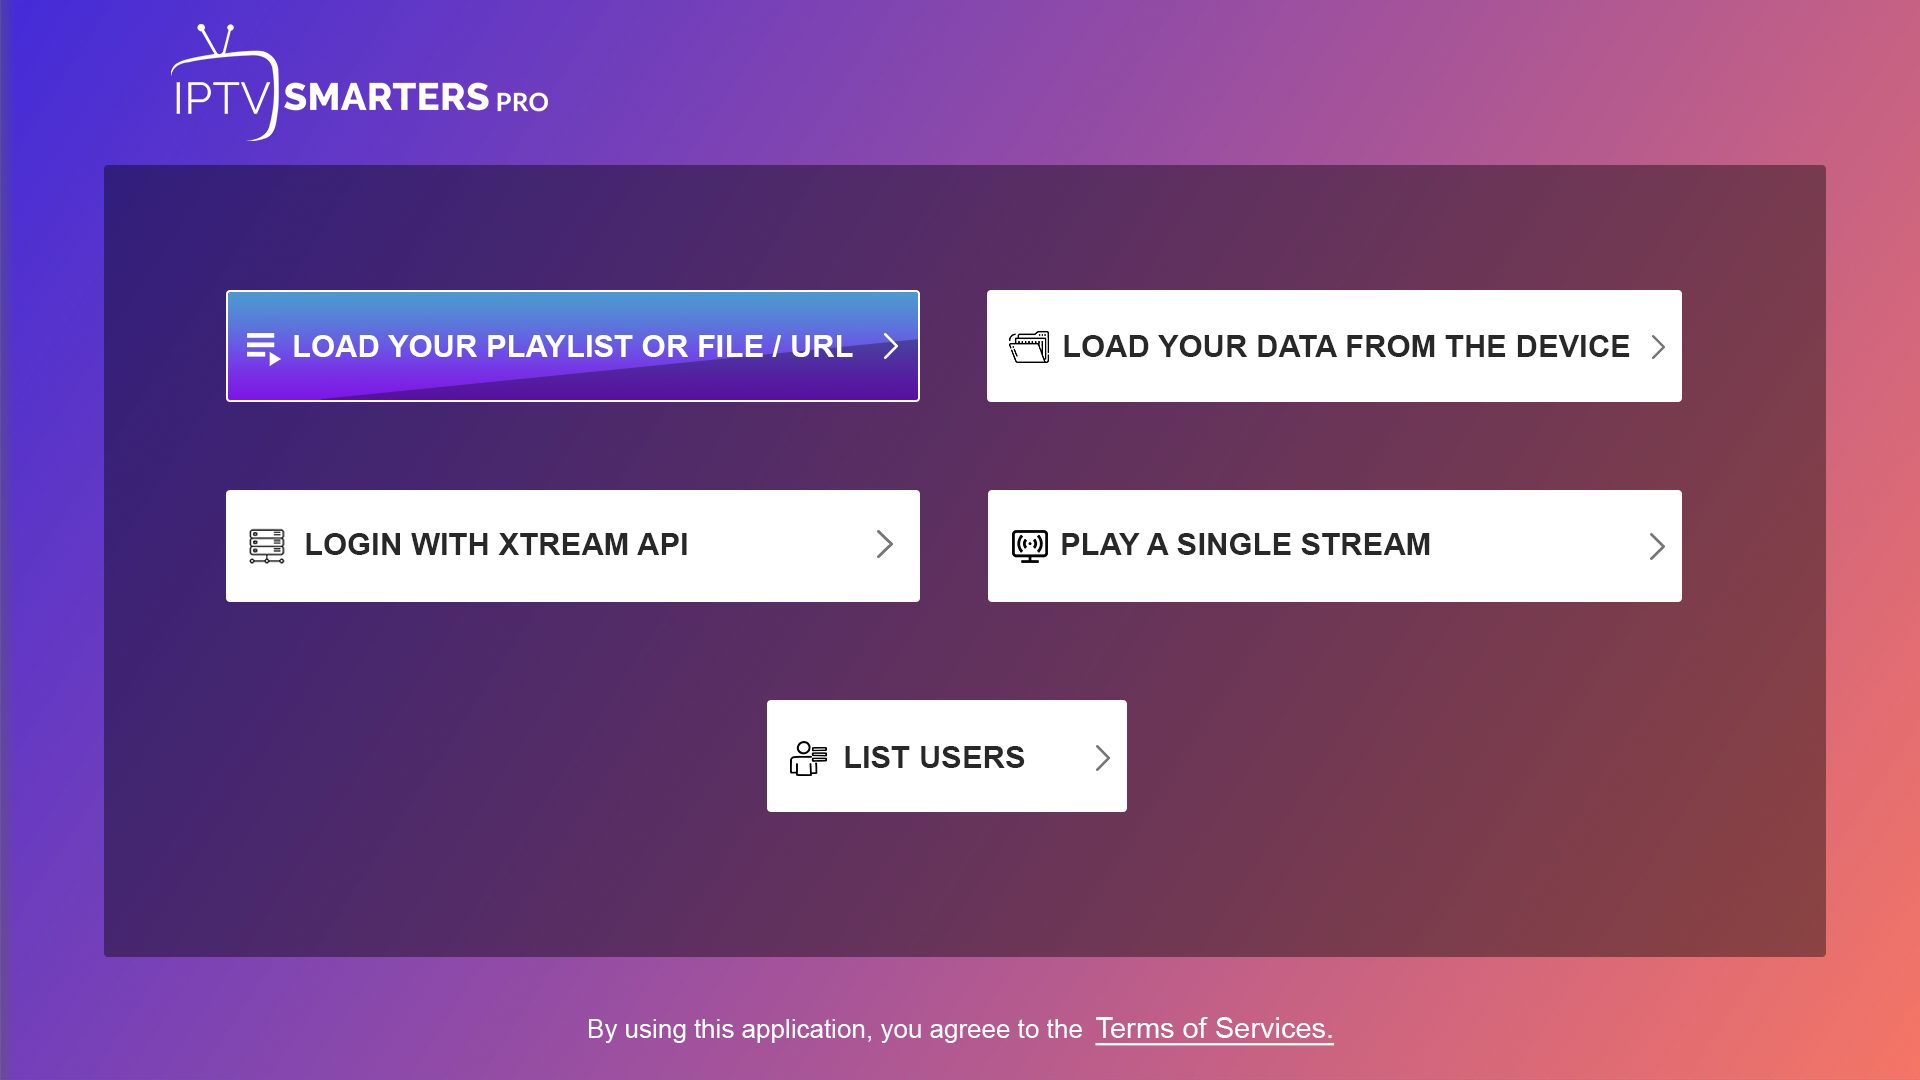 IPTV SMARTERS PRO
LOAD YOUR PLAYLIST OR FILE / URL
LOAD YOUR DATA FROM THE DEVICE
LOGIN WITH XTREAM API
PLAY A SINGLE STREAM
LIST USERS
By using this application, you agreee to the Terms of Services.